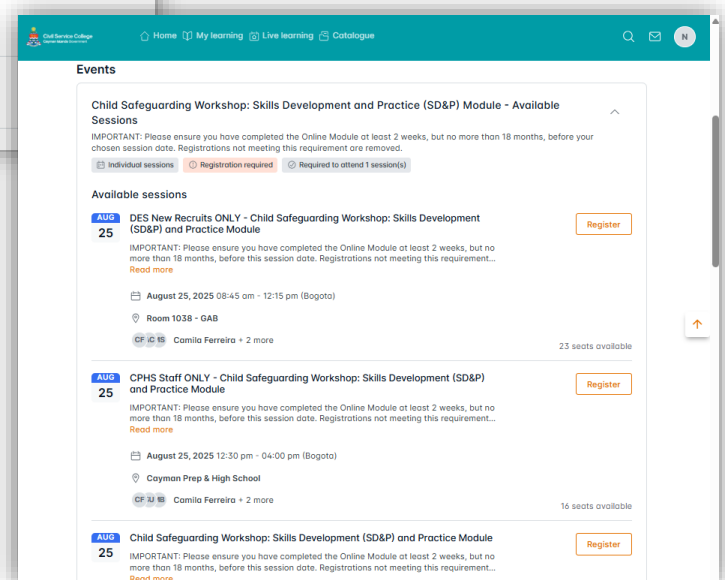 Civil Service College
Cayman Islands Government
Home My learning Live learning Catalogue
N
Events
Child Safeguarding Workshop: Skills Development and Practice (SD&P) Module - Available
Sessions
IMPORTANT: Please ensure you have completed the Online Module at least 2 weeks, but no more than 18 months, before your
chosen session date. Registrations not meeting this requirement are removed.
Individual sessions Registration required Required to attend 1 session(s)
Available sessions
AUG
25
DES New Recruits ONLY - Child Safeguarding Workshop: Skills Development
(SD&P) and Practice Module
Register
IMPORTANT: Please ensure you have completed the Online Module at least 2 weeks, but no
more than 18 months, before this session date. Registrations not meeting this requirement...
Read more
August 25, 2025 08:45 am - 12:15 pm (Bogota)
Room 1038 - GAB
CF Camila Ferreira + 2 more
23 seats available
AUG
25
CPHS Staff ONLY - Child Safeguarding Workshop: Skills Development (SD&P)
and Practice Module
Register
IMPORTANT: Please ensure you have completed the Online Module at least 2 weeks, but no
more than 18 months, before this session date. Registrations not meeting this requirement...
Read more
August 25, 2025 12:30 pm - 04:00 pm (Bogota)
Cayman Prep & High School
CF Camila Ferreira + 2 more
16 seats available
AUG
25
Child Safeguarding Workshop: Skills Development (SD&P) and Practice Module
Register
IMPORTANT: Please ensure you have completed the Online Module at least 2 weeks, but no
more than 18 months, before this session date. Registrations not meeting this requirement...
Read more